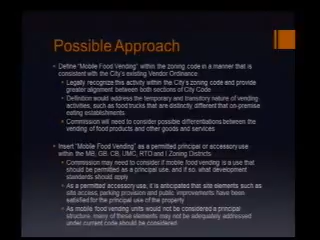 Possible Approach
• Define "Mobile Food Vending" within the zoning code in a manner that is
consistent with the City's existing Vendor Ordinance
• Legally recognize this activity within the zoning code and provide
greater alignment between both sections of City Code
• Definition would address the temporary and transitory nature of vending
activities, such as food trucks that are distinctly different that on-premise
eating establishments
• Commission will need to consider possible differentiations between the
vending of food products and other goods and services
• Insert "Mobile Food Vending" as a permitted principal or accessory use
within the MB, GB, CB, UMC, RTO and I Zoning Districts
• Commission may need to consider if mobile food vending is a use that
should be permitted as a principal use, and if so, what development
standards should apply
• As a permitted accessory use, it is anticipated that site elements such as
site access, parking provision and public improvements have been
satisfied for the principal use of the property
• As mobile food vending units would not be considered a principal
structure, many of these elements may not be adequately addressed
under current code should be considered